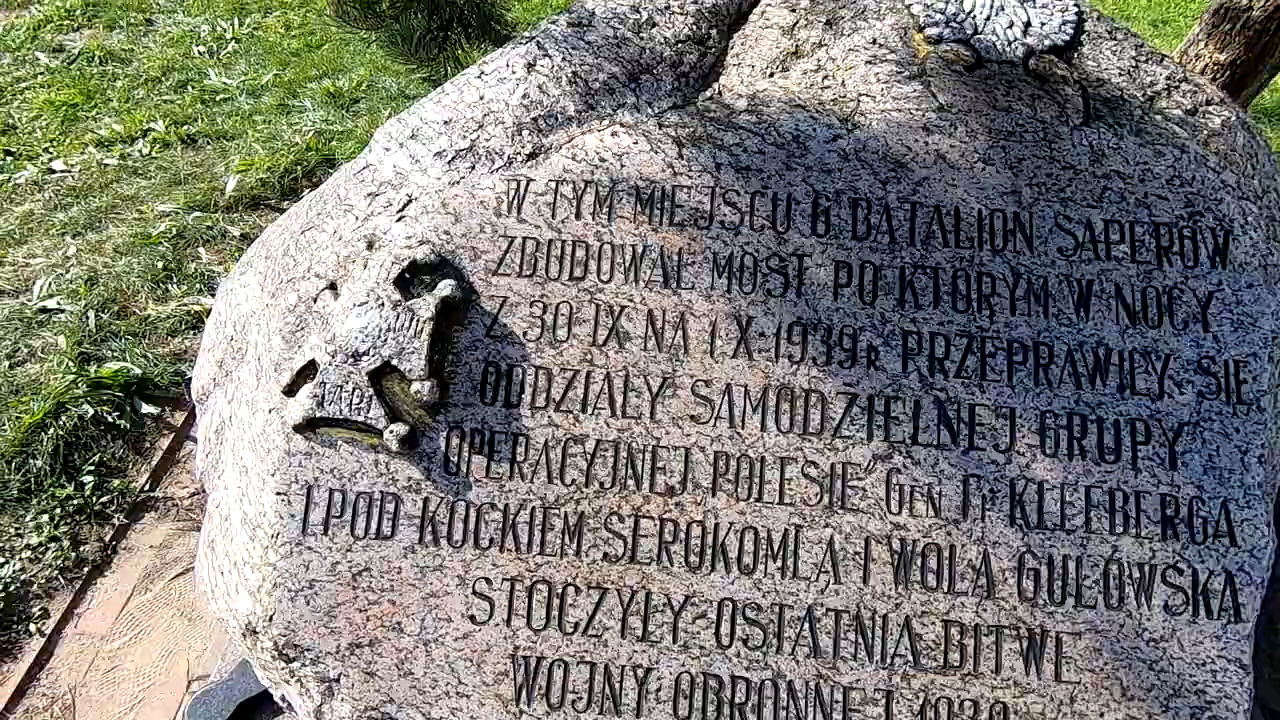 W TYM MIEJSCU 6 BATALION SAPERÓW
ZBUDOWAŁ MOST PO KTÓRYM W NOCY
Z 30 IX NA 1 X 1939R PRZEPRAWIŁY SIĘ
ODDZIAŁY SAMODZIELNEJ GRUPY
OPERACYJNEJ POLESIE" GEN FR KLEEBERGA
I POD KOCKIEM SEROKOMLĄ I WOLĄ GUŁOWSKĄ
STOCZYŁY OSTATNIĄ BITWĘ
WOJNY OBRONNEJ 1939